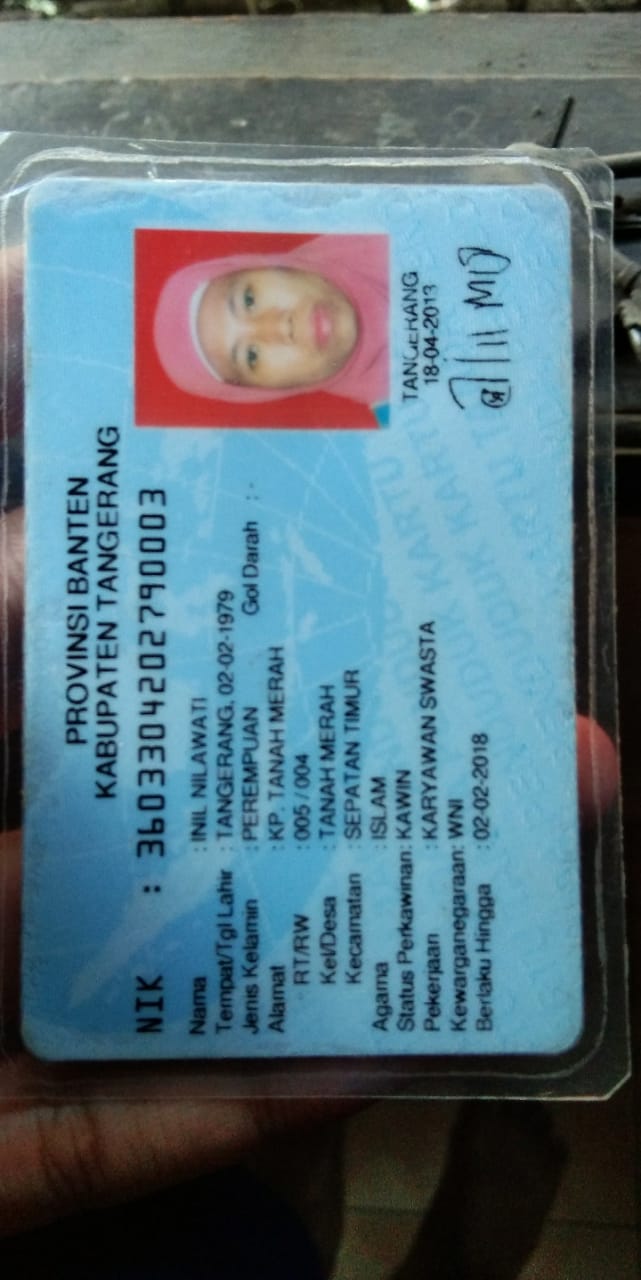 PROVINSI BANTEN
KABUPATEN TANGERANG
NIK : 3603304202790003
Nama : INIL NILAWATI
Tempat/Tgl Lahir : TANGERANG, 02-02-1979
Jenis Kelamin : PEREMPUAN Gol Darah : -
Alamat : KP. TANAH MERAH
RT/RW : 005 / 004
Kel/Desa : TANAH MERAH
Kecamatan : SEPATAN TIMUR
Agama : ISLAM
Status Perkawinan: KAWIN
Pekerjaan : KARYAWAN SWASTA
Kewarganegaraan: WNI
Berlaku Hingga : 02-02-2018
TANGERANG
18-04-2013